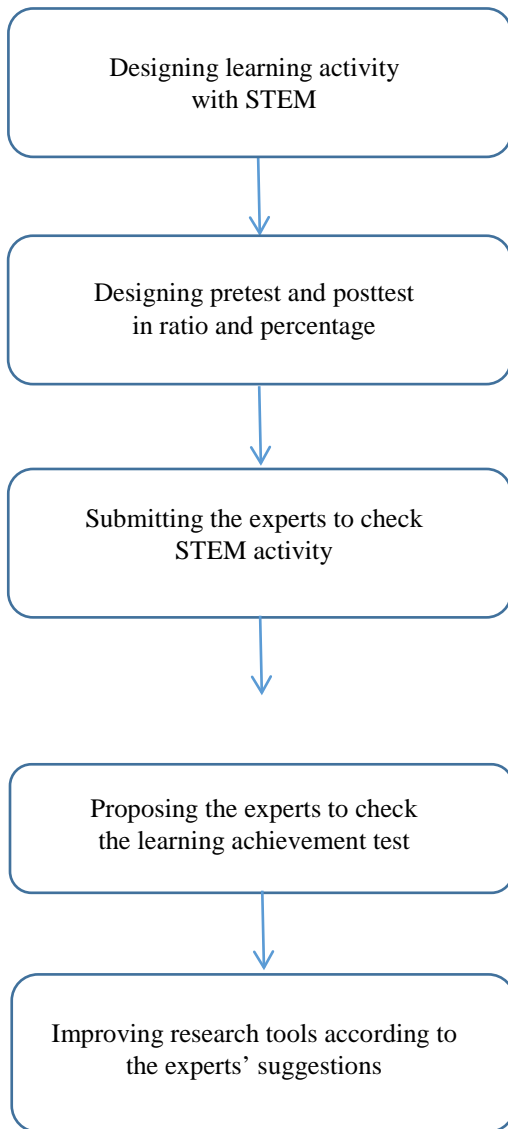 Designing learning activity
with STEM
Designing pretest and posttest
in ratio and percentage
Submitting the experts to check
STEM activity
Proposing the experts to check
the learning achievement test
Improving research tools according to
the experts’ suggestions